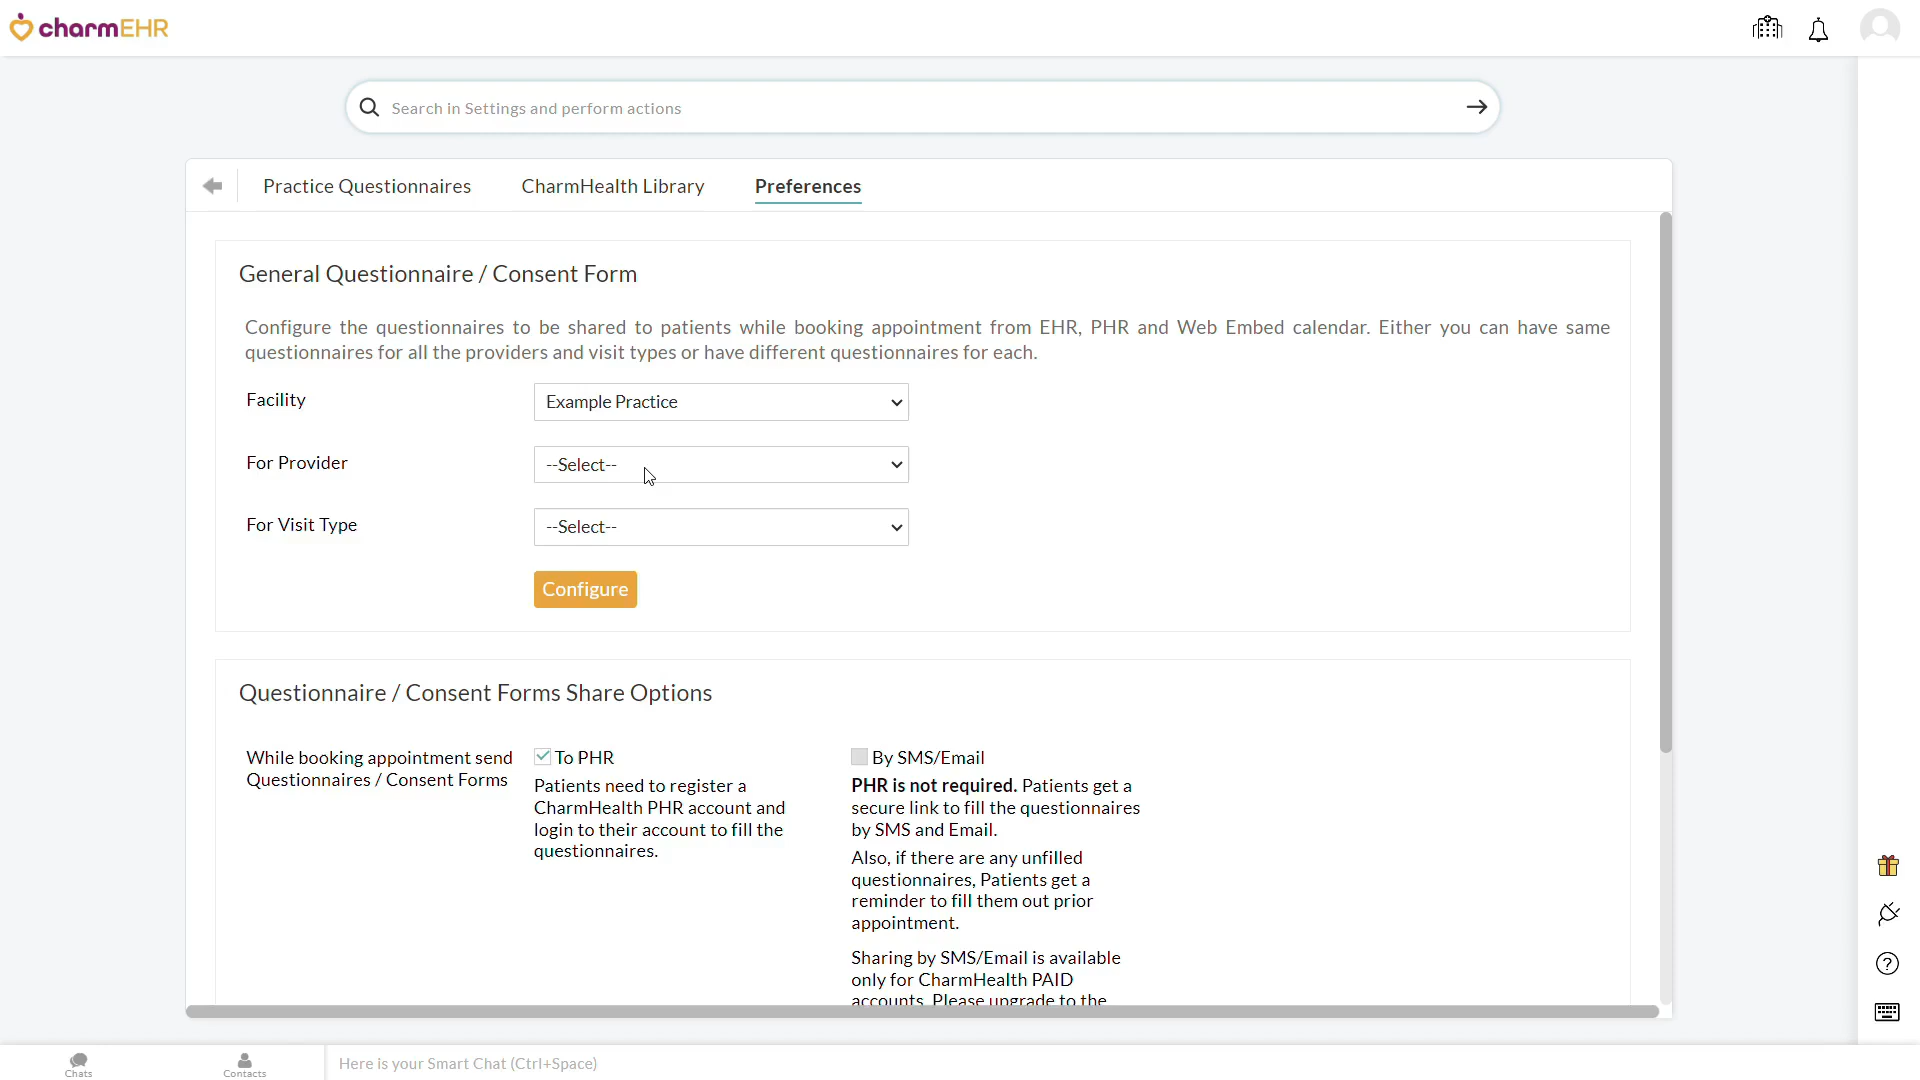 charmEHR
Search in Settings and perform actions
Practice Questionnaires
CharmHealth Library
Preferences
General Questionnaire / Consent Form
Configure the questionnaires to be shared to patients while booking appointment from EHR, PHR and Web Embed calendar. Either you can have same
questionnaires for all the providers and visit types or have different questionnaires for each.
Facility
Example Practice
For Provider
--Select--
For Visit Type
--Select--
Configure
Questionnaire / Consent Forms Share Options
While booking appointment send
Questionnaires / Consent Forms
To PHR
Patients need to register a
CharmHealth PHR account and
login to their account to fill the
questionnaires.
By SMS/Email
PHR is not required. Patients get a
secure link to fill the questionnaires
by SMS and Email.
Also, if there are any unfilled
questionnaires, Patients get a
reminder to fill them out prior
appointment.
Sharing by SMS/Email is available
only for CharmHealth PAID
accounts. Please upgrade to the
Chats
Contacts
Here is your Smart Chat (Ctrl+Space)